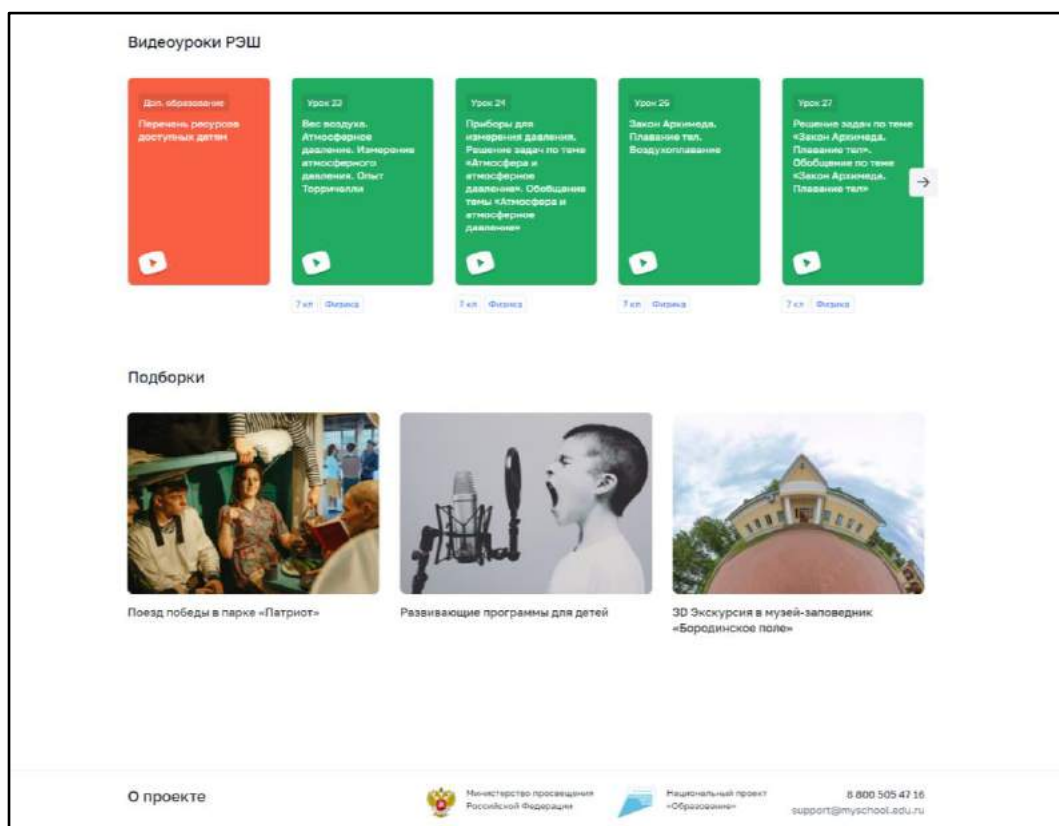 Видеоуроки РЭШ
Доп. образование
Перечень ресурсов
доступных детям
Урок 23
Вес воздуха.
Атмосферное
давление. Измерение
атмосферного
давления. Опыт
Торричелли
Урок 24
Приборы для
измерения давления.
Решение задач по теме
«Атмосфера и
атмосферное
давление». Обобщение
темы «Атмосфера и
атмосферное
давление»
Урок 26
Закон Архимеда.
Плавание тел.
Воздухоплавание
Урок 27
Решение задач по теме
«Закон Архимеда.
Плавание тел».
Обобщение по теме
«Закон Архимеда.
Плавание тел»
7 кл Физика
7 кл Физика
7 кл Физика
7 кл Физика
Подборки
Поезд победы в парке «Патриот»
Развивающие программы для детей
3D Экскурсия в музей-заповедник
«Бородинское поле»
О проекте
Министерство просвещения
Российской Федерации
Национальный проект
«Образование»
8 800 505 47 16
support@myschool.edu.ru